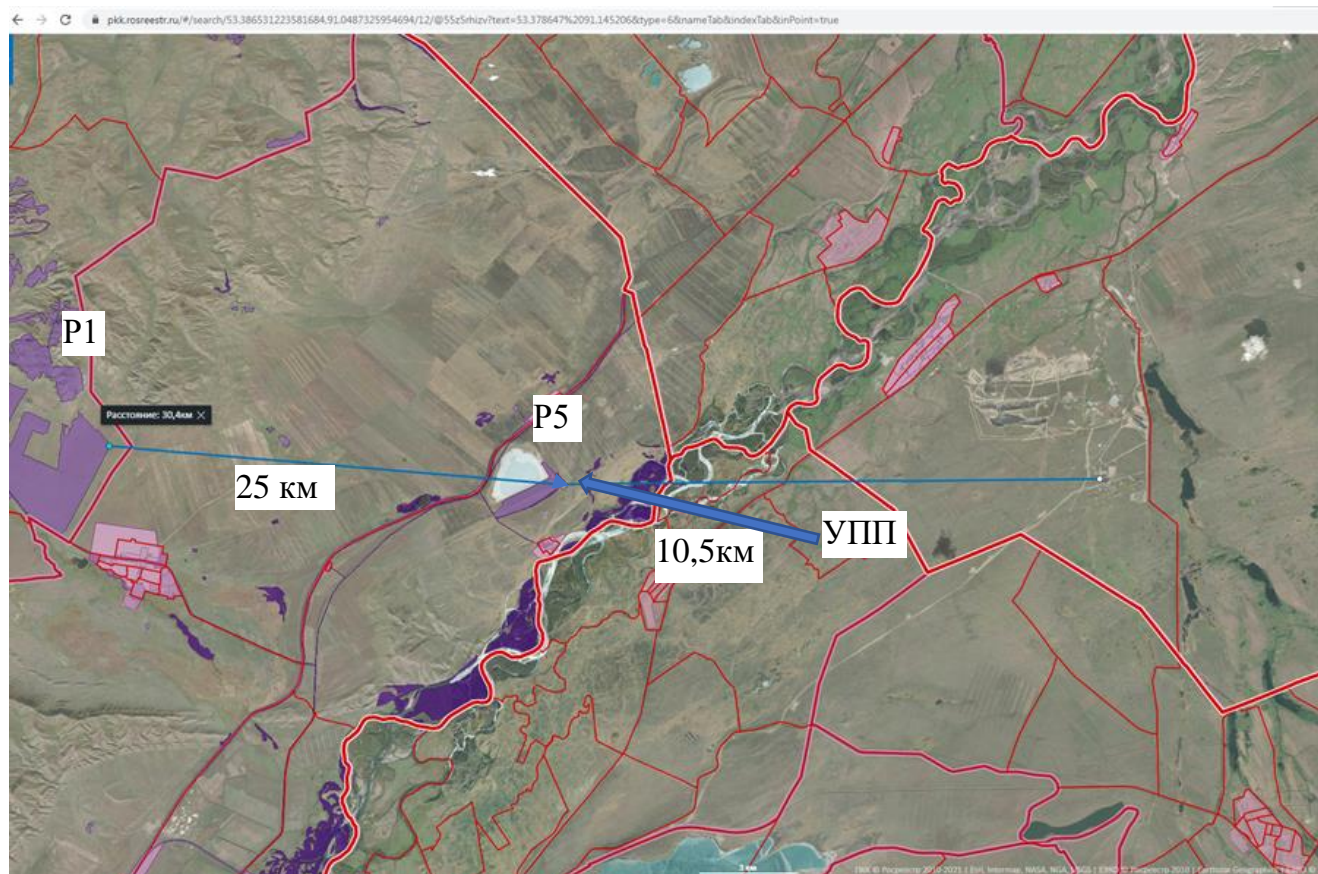 pkk.rosreestr.ru/#/search/53.386531223581684,91.0487325954694/12/@55z5rhizv?text=53.378647%2091.145206&type=6&nameTab&indexTab&inPoint=true
Р1
Расстояние: 30,4км
Р5
25 км
УПП
10,5км